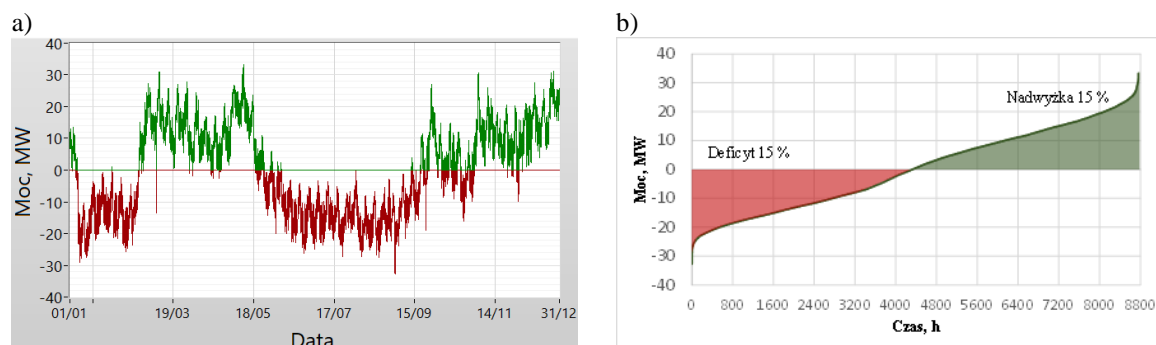 a)
40
30
20
10
0
-10
-20
-30
-40
Moc, MW
01/01
19/03
18/05
17/07
15/09
14/11
31/12
Data
b)
40
30
20
10
0
-10
-20
-30
-40
Moc, MW
Nadwyżka 15 %
Deficyt 15 %
0 800 1600 2400 3200 4000 4800 5600 6400 7200 8000 8800
Czas, h